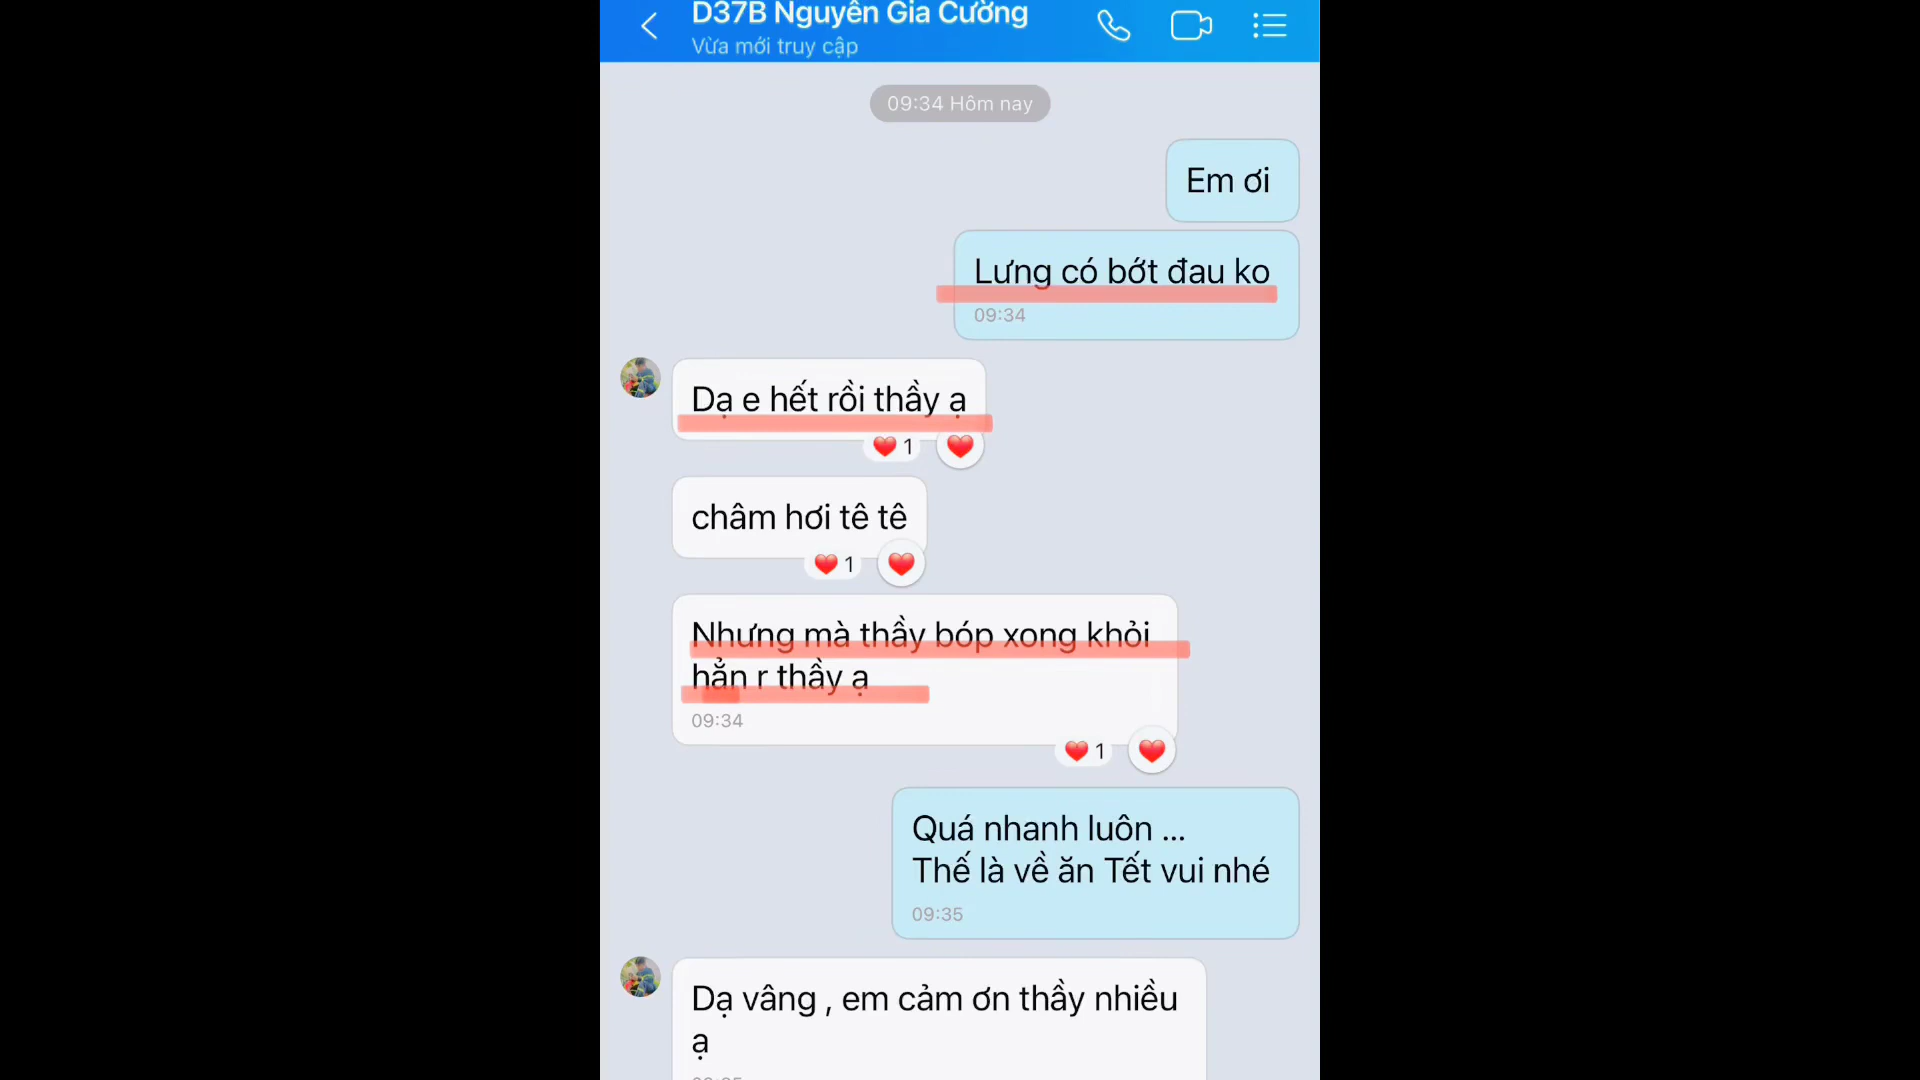 D37B Nguyễn Gia Cường
Vừa mới truy cập
09:34 Hôm nay
Em ơi
Lưng có bớt đau ko
09:34
Dạ e hết rồi thầy ạ
1
châm hơi tê tê
1
Nhưng mà thầy bóp xong khỏi
hẳn r thầy ạ
09:34
1
Quá nhanh luôn ...
Thế là về ăn Tết vui nhé
09:35
Dạ vâng , em cảm ơn thầy nhiều
ạ